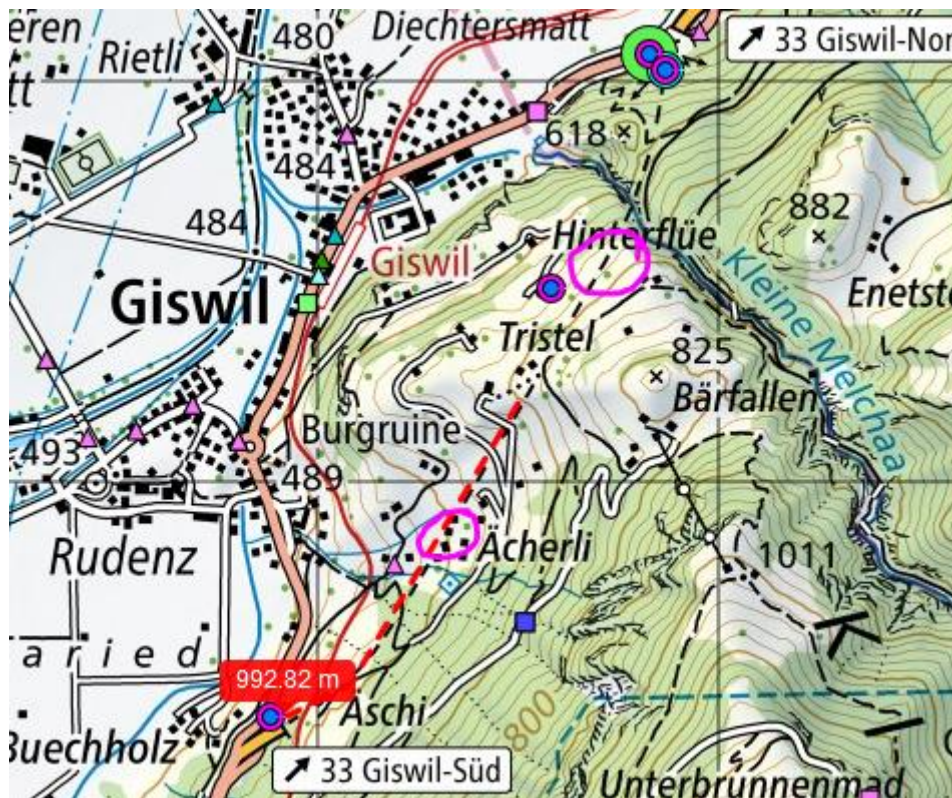 eren
Diechtersmatt
33 Giswil-Nor
Rietli
480
tt
618
484
882
484
Hinterflüe
Giswil
Giswil
Kleine Melchaa
Enetst
Tristel
825
Bärfallen
Burgruine
493
489
Ächerli
Rudenz
1011
aried
992.82 m
Aschi
800
Buechholz
33 Giswil-Süd
Unterbrunnenmad